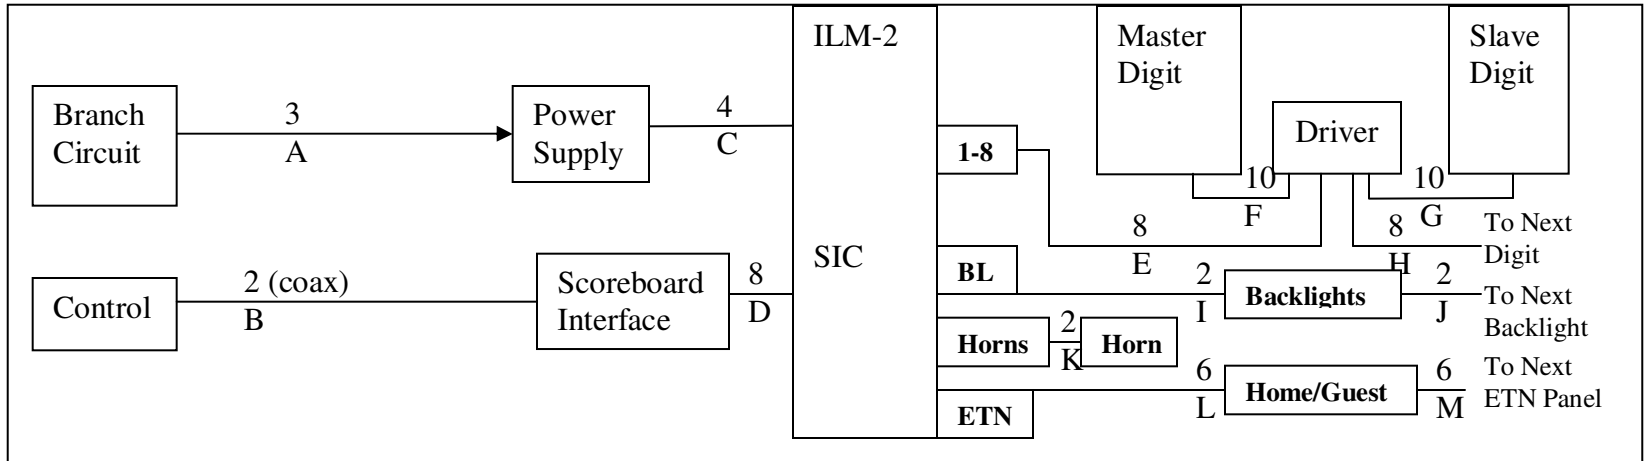 ILM-2
Master
Digit
Slave
Digit
Branch
Circuit
3
A
Power
Supply
4
C
1-8
Driver
10
F
10
G
8
E
8
H
To Next
Digit
Control
2 (coax)
B
Scoreboard
Interface
8
D
SIC
BL
2
I
Backlights
2
J
To Next
Backlight
Horns
2
K
Horn
ETN
6
L
Home/Guest
6
M
To Next
ETN Panel